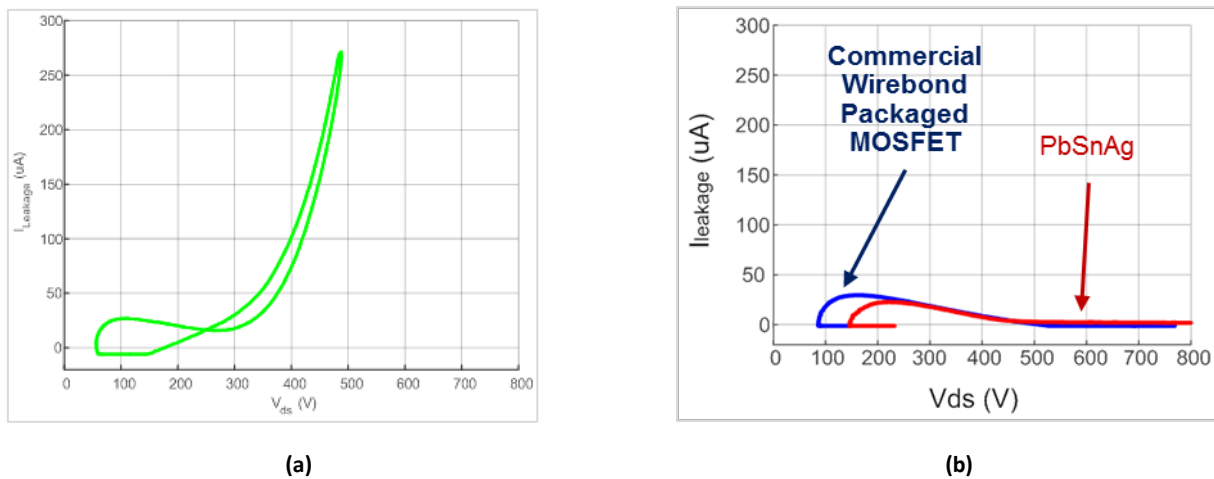 300
250
200
150
100
50
0
I_Leakage (uA)
0 100 200 300 400 500 600 700 800
V_ds (V)
(a)
300
250
200
150
100
50
0
Ileakage (uA)
Commercial
Wirebond
Packaged
MOSFET
PbSnAg
0 100 200 300 400 500 600 700 800
Vds (V)
(b)